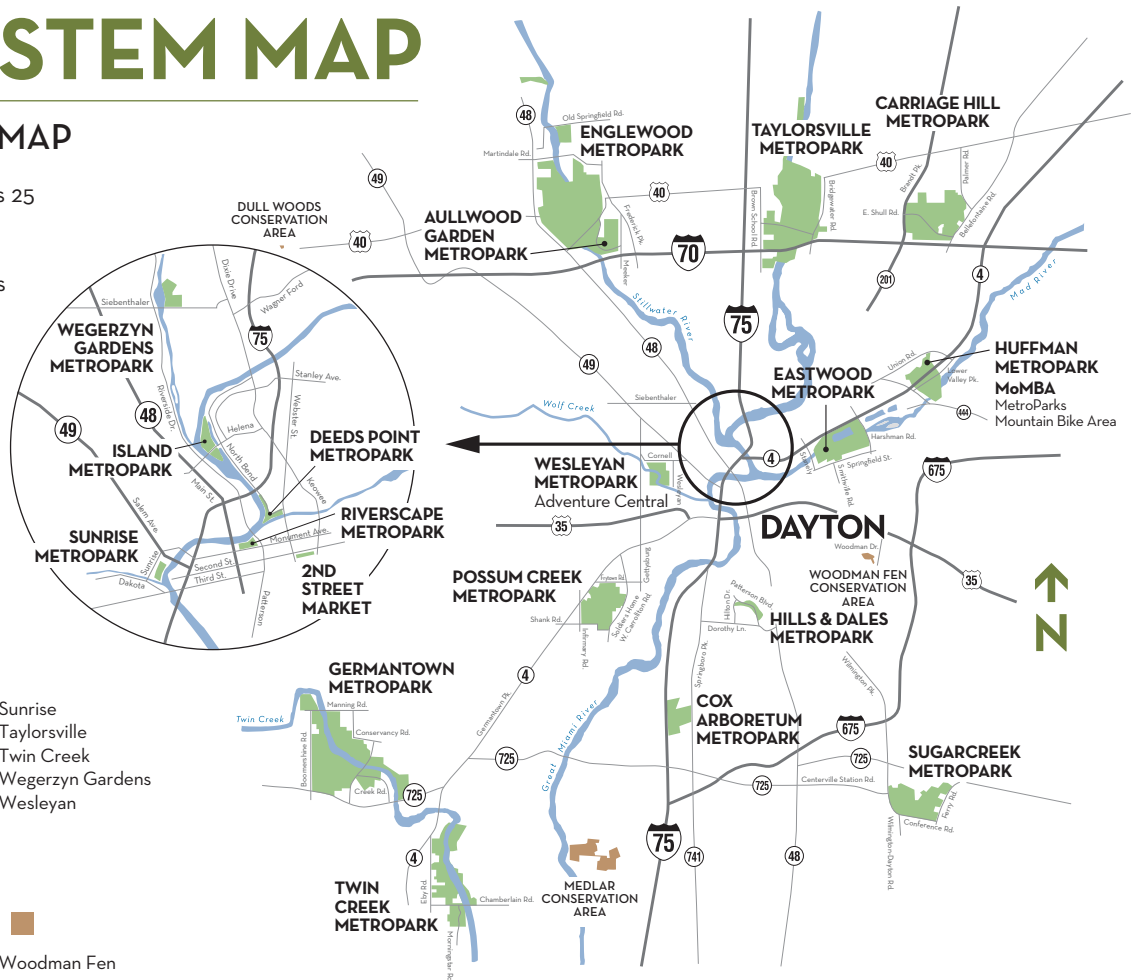 STEM MAP
MAP
s 25
s
48
Old Springfield Rd.
ENGLEWOOD
METROPARK
Martindale Rd.
TAYLORSVILLE
METROPARK
CARRIAGE HILL
METROPARK
40
49
40
Brandt Pk.
Palmer Rd.
DULL WOODS
CONSERVATION
AREA
40
AULLWOOD
GARDEN
METROPARK
Frederick Pk.
Meeker
Brown School Rd.
Bridgewater Rd.
E. Shull Rd.
Bellefontaine Rd.
70
201
4
Mad River
Stillwater River
75
48
49
Siebenthaler
Wolf Creek
EASTWOOD
METROPARK
Union Rd.
Lower
Valley Pk.
HUFFMAN
METROPARK
MoMBA
MetroParks
Mountain Bike Area
444
Harshman Rd.
Springfield St.
Smithville Rd.
4
675
Cornell
Wesleyan
WESLEYAN
METROPARK
Adventure Central
35
DAYTON
Woodman Dr.
WOODMAN FEN
CONSERVATION
AREA
35
N
Siebenthaler
Dixie Drive
Wagner Ford
75
WEGERZYN
GARDENS
METROPARK
Riverside Dr.
48
49
Stanley Ave.
Webster St.
Helena
ISLAND
METROPARK
North Bend
Main St.
DEEDS POINT
METROPARK
Keowee
Salem Ave.
RIVERSCAPE
METROPARK
Monument Ave.
SUNRISE
METROPARK
Sunrise
Dakota
Second St.
Third St.
2ND
STREET
MARKET
Patterson
POSSUM CREEK
METROPARK
Gettysburg
Frytown Rd.
Shank Rd.
Infirmary Rd.
Soldiers Home
W. Carrollton Rd.
Patterson Blvd.
Hilton Dr.
Dorothy Ln.
HILLS & DALES
METROPARK
Springboro Pk.
Wilmington Pk.
4
Germantown Pk.
GERMANTOWN
METROPARK
Twin Creek
Manning Rd.
Conservancy Rd.
Boomershine Rd.
Creek Rd.
725
725
Great Miami River
COX
ARBORETUM
METROPARK
675
725
725
Centerville Station Rd.
SUGARCREEK
METROPARK
Ferry Rd.
Conference Rd.
Wilmington-Dayton Rd.
Sunrise
Taylorsville
Twin Creek
Wegerzyn Gardens
Wesleyan
4
75
741
48
MEDLAR
CONSERVATION
AREA
TWIN
CREEK
METROPARK
Eby Rd.
Chamberlain Rd.
Morningstar Rd.
Woodman Fen